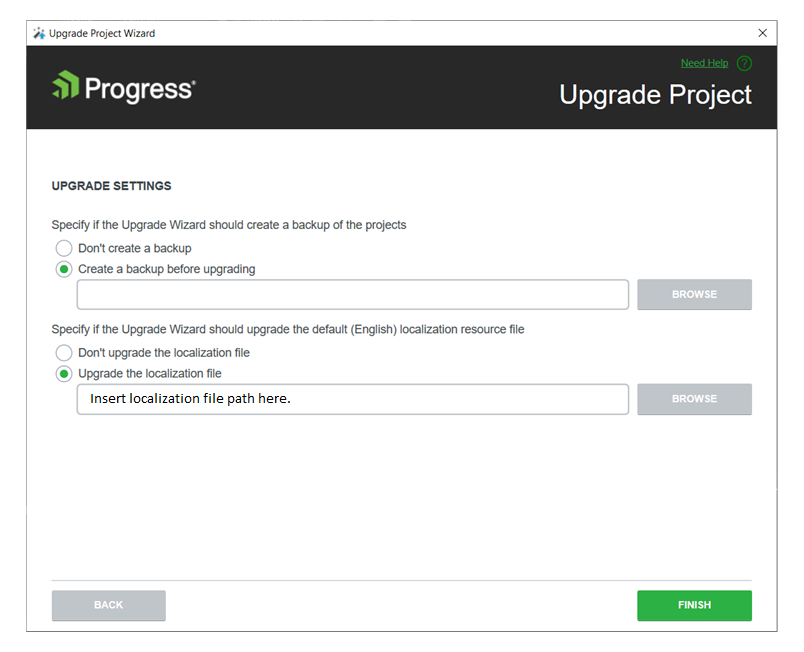 Upgrade Project Wizard
Need Help ?
Progress®
Upgrade Project
UPGRADE SETTINGS
Specify if the Upgrade Wizard should create a backup of the projects
Don't create a backup
Create a backup before upgrading
BROWSE
Specify if the Upgrade Wizard should upgrade the default (English) localization resource file
Don't upgrade the localization file
Upgrade the localization file
Insert localization file path here. BROWSE
BACK FINISH